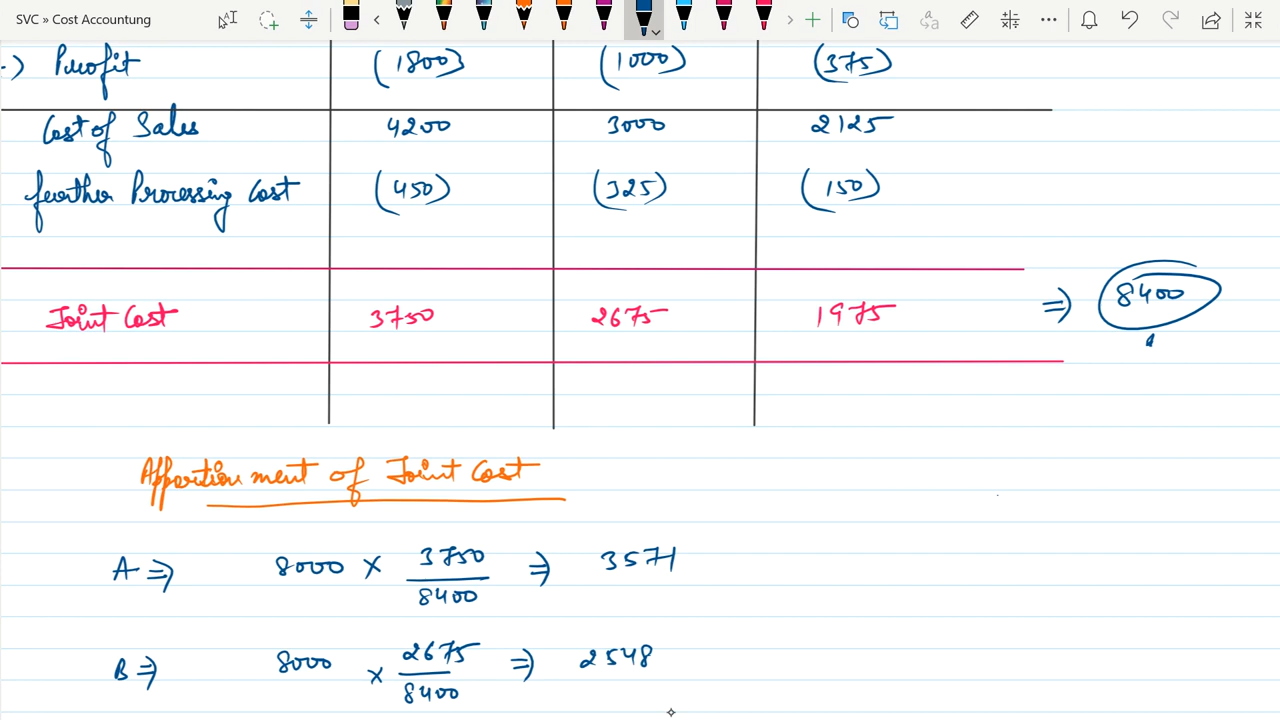 SVC » Cost Accountung
-) Profit (1800) (1000) (375)
Cost of Sales 4200 3000 2125
further Processing Cost (450) (325) (150)
Joint Cost 3750 2675 1975 ⇒ 8400
Apportionment of Joint Cost
A ⇒ 8000 × 3750/8400 ⇒ 3571
B ⇒ 8000 × 2675/8400 ⇒ 2548